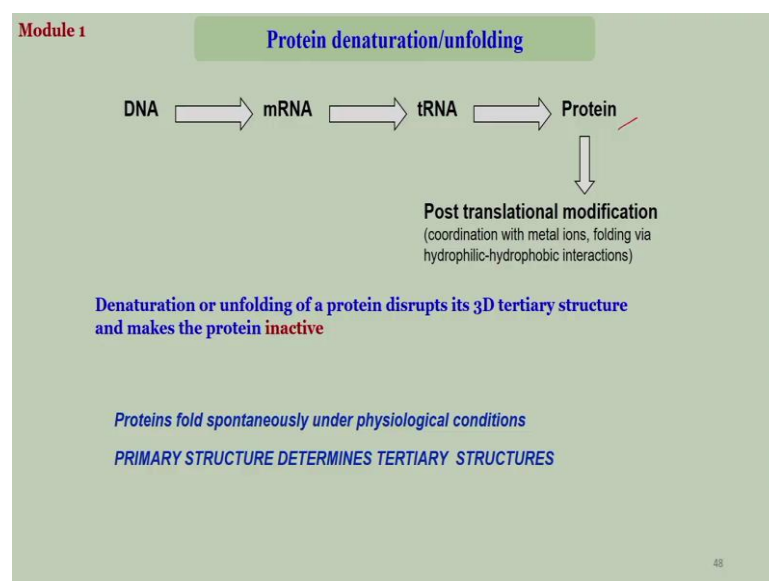 Module 1
Protein denaturation/unfolding
DNA mRNA tRNA Protein
Post translational modification
(coordination with metal ions, folding via
hydrophilic-hydrophobic interactions)
Denaturation or unfolding of a protein disrupts its 3D tertiary structure
and makes the protein inactive
Proteins fold spontaneously under physiological conditions
PRIMARY STRUCTURE DETERMINES TERTIARY STRUCTURES
48